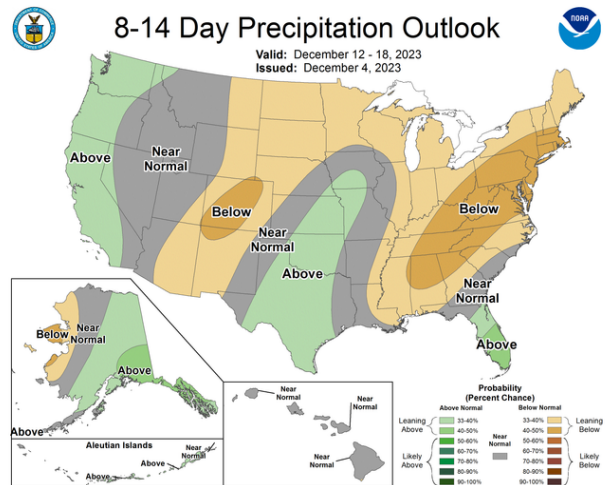 NOAA
8-14 Day Precipitation Outlook
Valid: December 12 - 18, 2023
Issued: December 4, 2023
Above
Near
Normal
Below
Near
Normal
Above
Below
Near
Normal
Above
Below
Near
Normal
Above
Above
Aleutian Islands
Near
Normal
Above
Above
Near
Normal
Near
Normal
Near
Normal
Probability
(Percent Chance)
Above Normal
Below Normal
Leaning
Above
33-40%
40-50%
50-60%
Likely
Above
60-70%
70-80%
80-90%
90-100%
Near
Normal
33-40%
40-50%
50-60%
60-70%
70-80%
80-90%
90-100%
Leaning
Below
Likely
Below